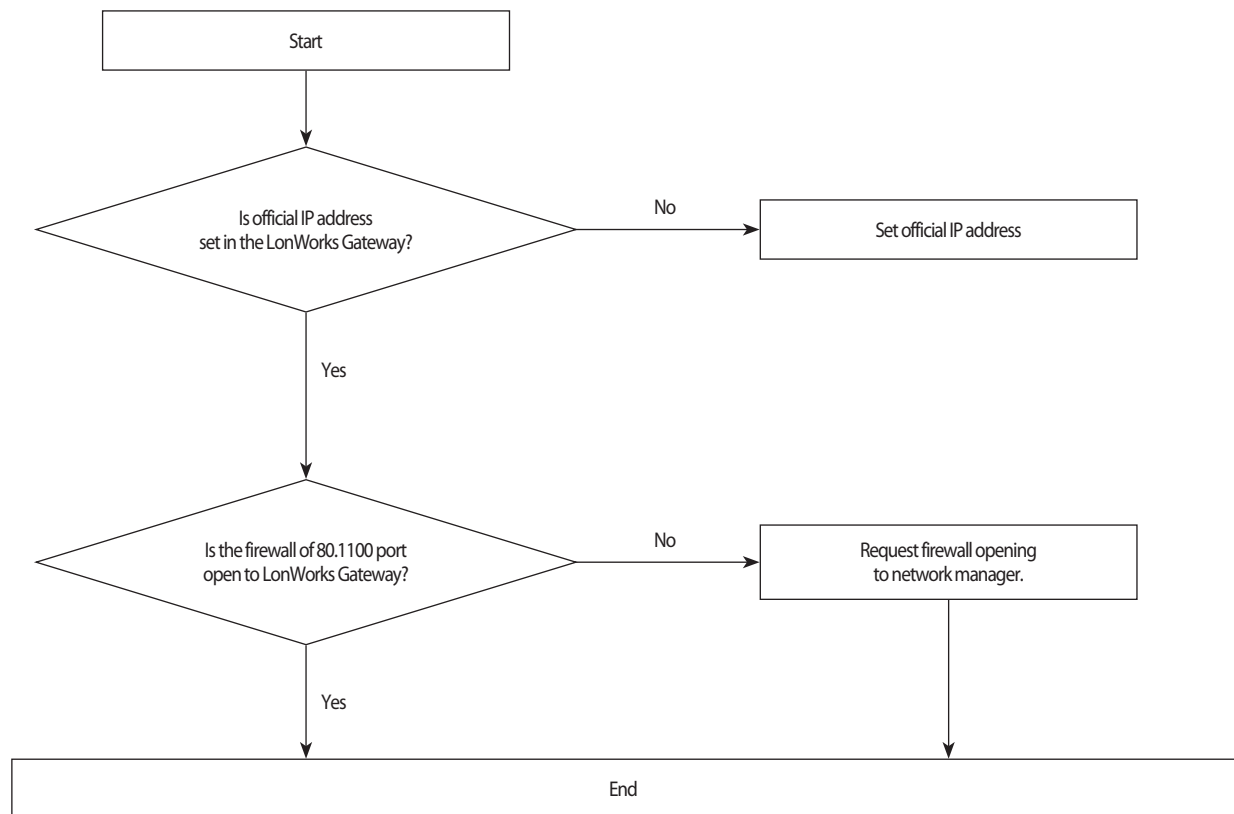 Start
Is official IP address
set in the LonWorks Gateway?
No
Set official IP address
Yes
Is the firewall of 80.1100 port
open to LonWorks Gateway?
No
Request firewall opening
to network manager.
Yes
End